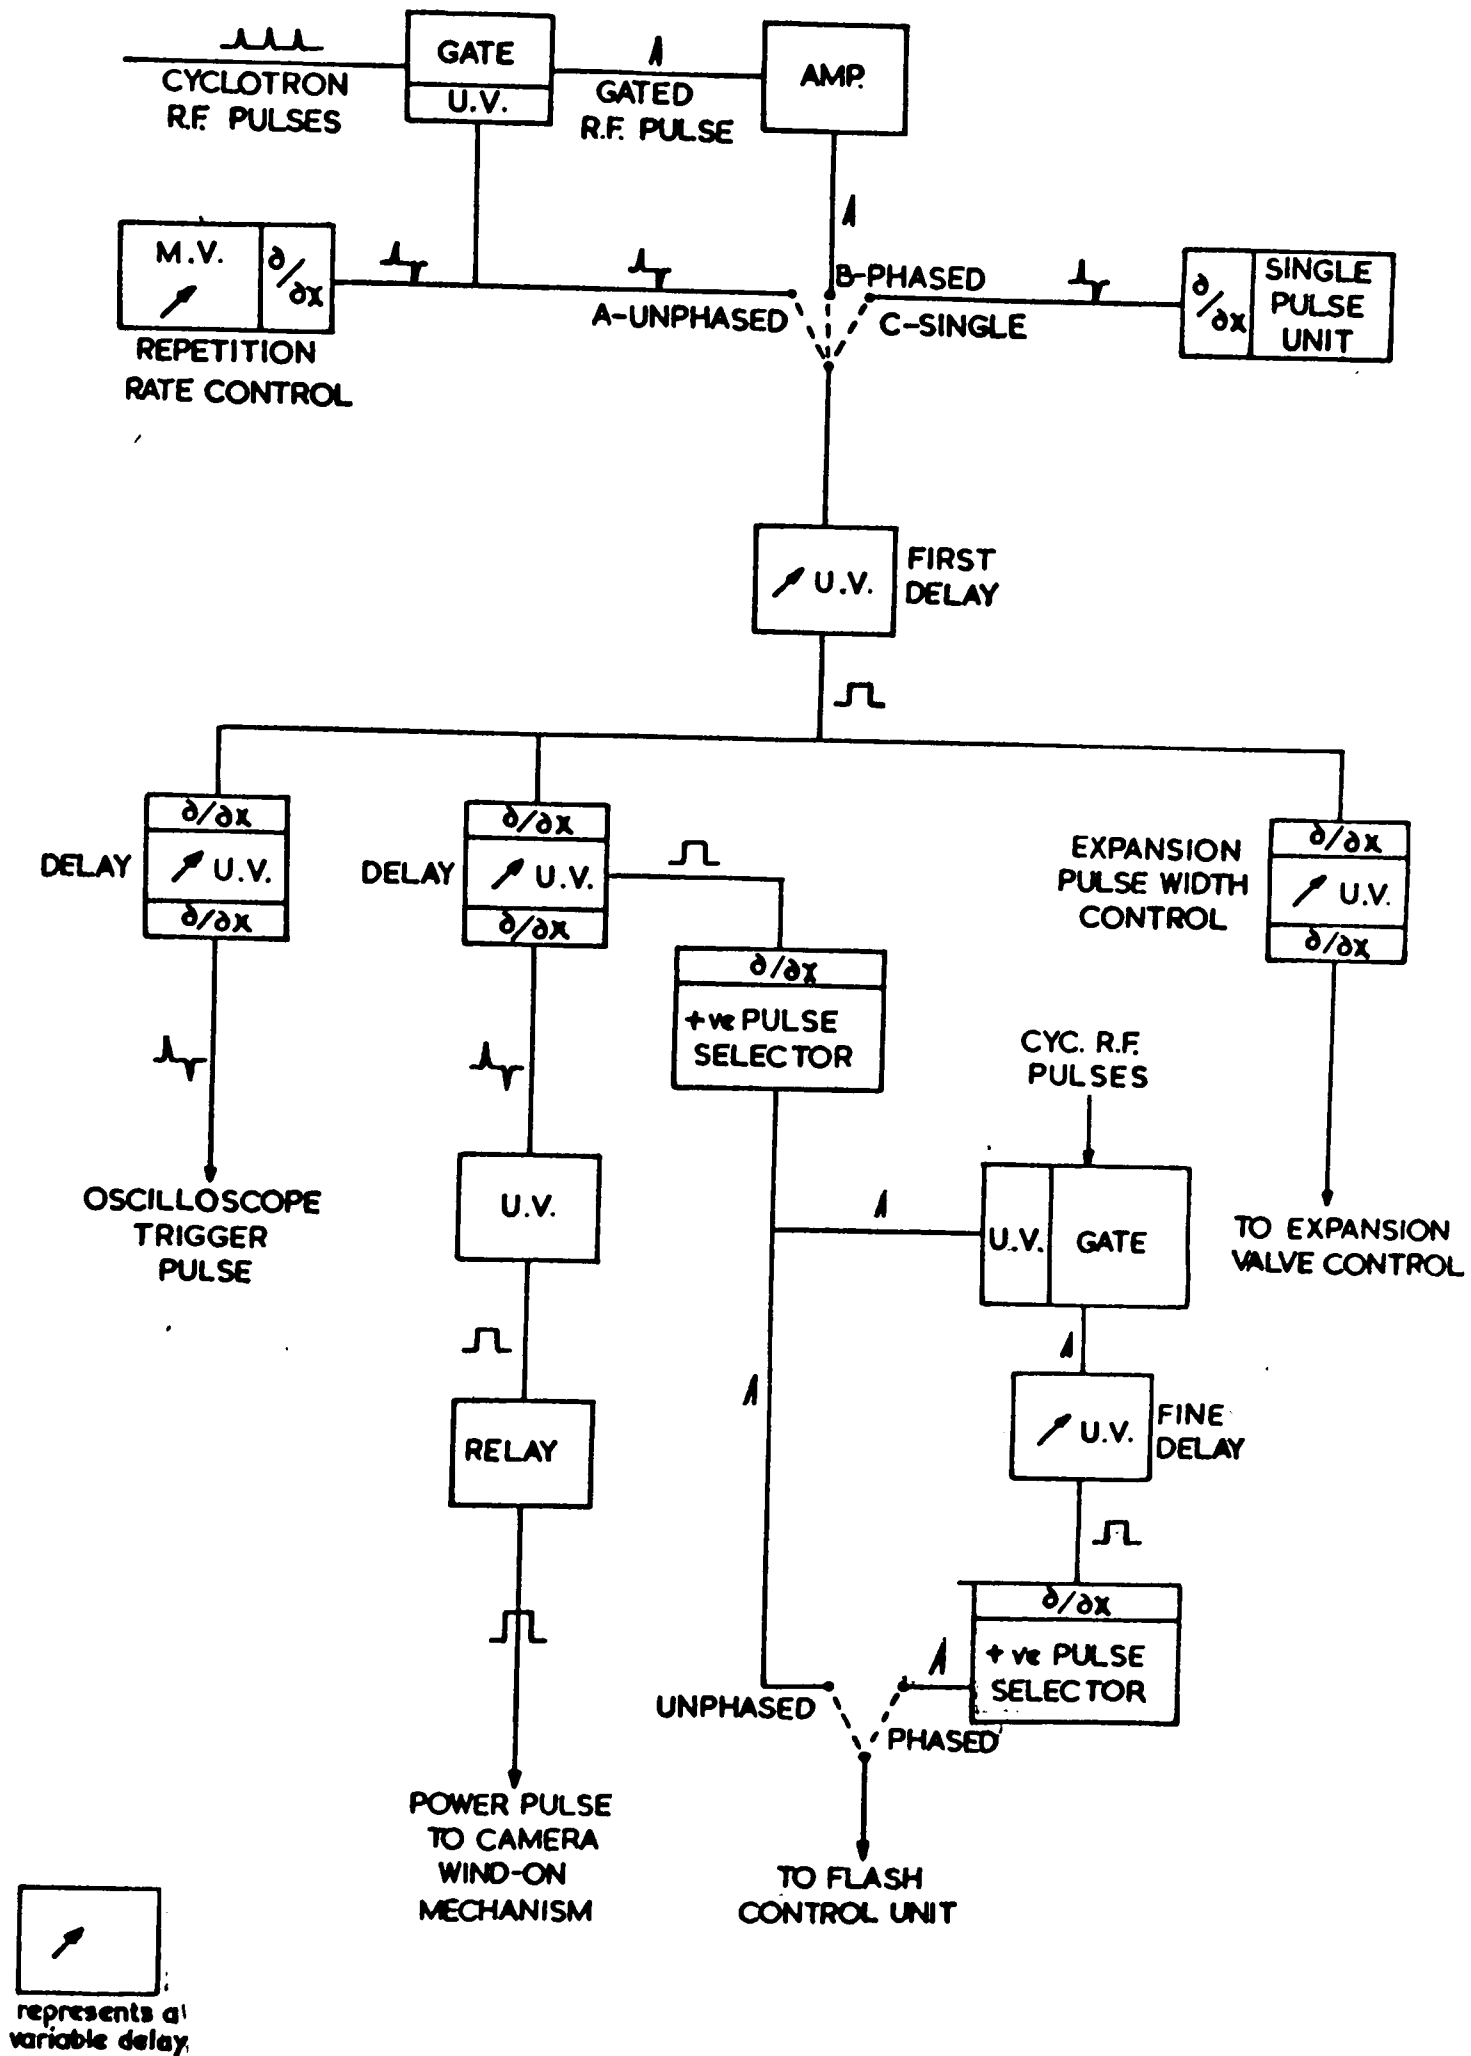 GATE
U.V.
AMP.
CYCLOTRON
R.F. PULSES
GATED
R.F. PULSE
M.V.
∂/∂x
REPETITION
RATE CONTROL
A-UNPHASED
B-PHASED
C-SINGLE
∂/∂x
SINGLE
PULSE
UNIT
U.V.
FIRST
DELAY
DELAY
∂/∂x
U.V.
∂/∂x
DELAY
∂/∂x
U.V.
∂/∂x
EXPANSION
PULSE WIDTH
CONTROL
∂/∂x
U.V.
∂/∂x
∂/∂x
+ve PULSE
SELECTOR
CYC. R.F.
PULSES
OSCILLOSCOPE
TRIGGER
PULSE
U.V.
U.V.
GATE
TO EXPANSION
VALVE CONTROL
RELAY
U.V.
FINE
DELAY
∂/∂x
+ve PULSE
SELECTOR
UNPHASED
PHASED
POWER PULSE
TO CAMERA
WIND-ON
MECHANISM
TO FLASH
CONTROL UNIT
represents a
variable delay